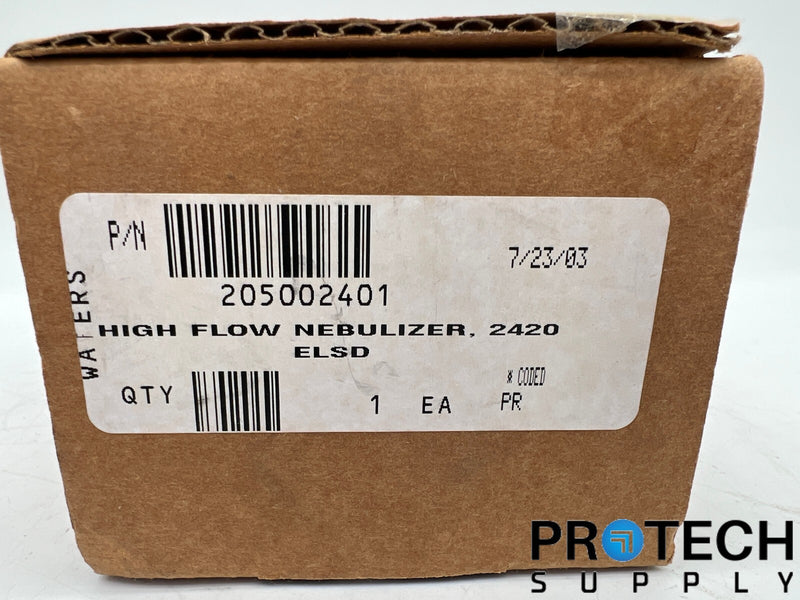 P/N
7/23/03
205002401
WATERS
HIGH FLOW NEBULIZER, 2420
ELSD
* CODED
QTY
1 EA PR
PROTECH
SUPPLY